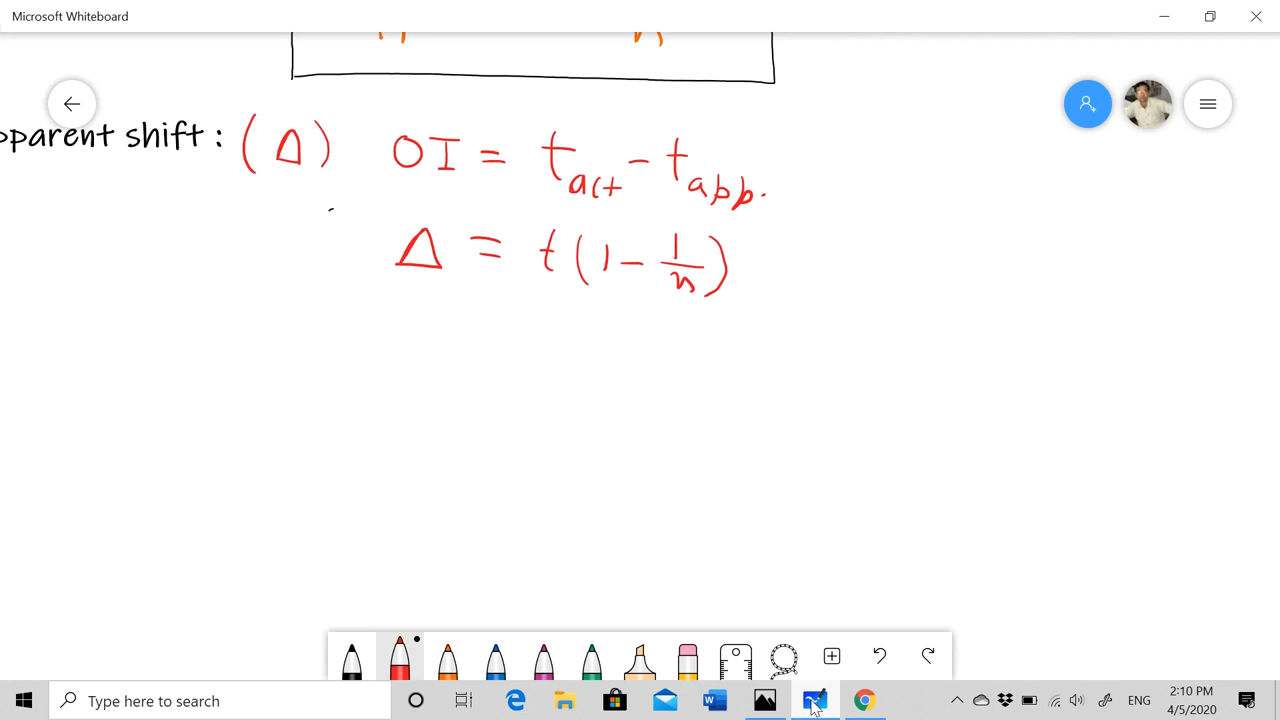 Microsoft Whiteboard
pparent shift : (Δ) OI = t_act - t_app.
Δ = t(1 - 1/n)
Type here to search
ENG
2:10 PM
4/5/2020